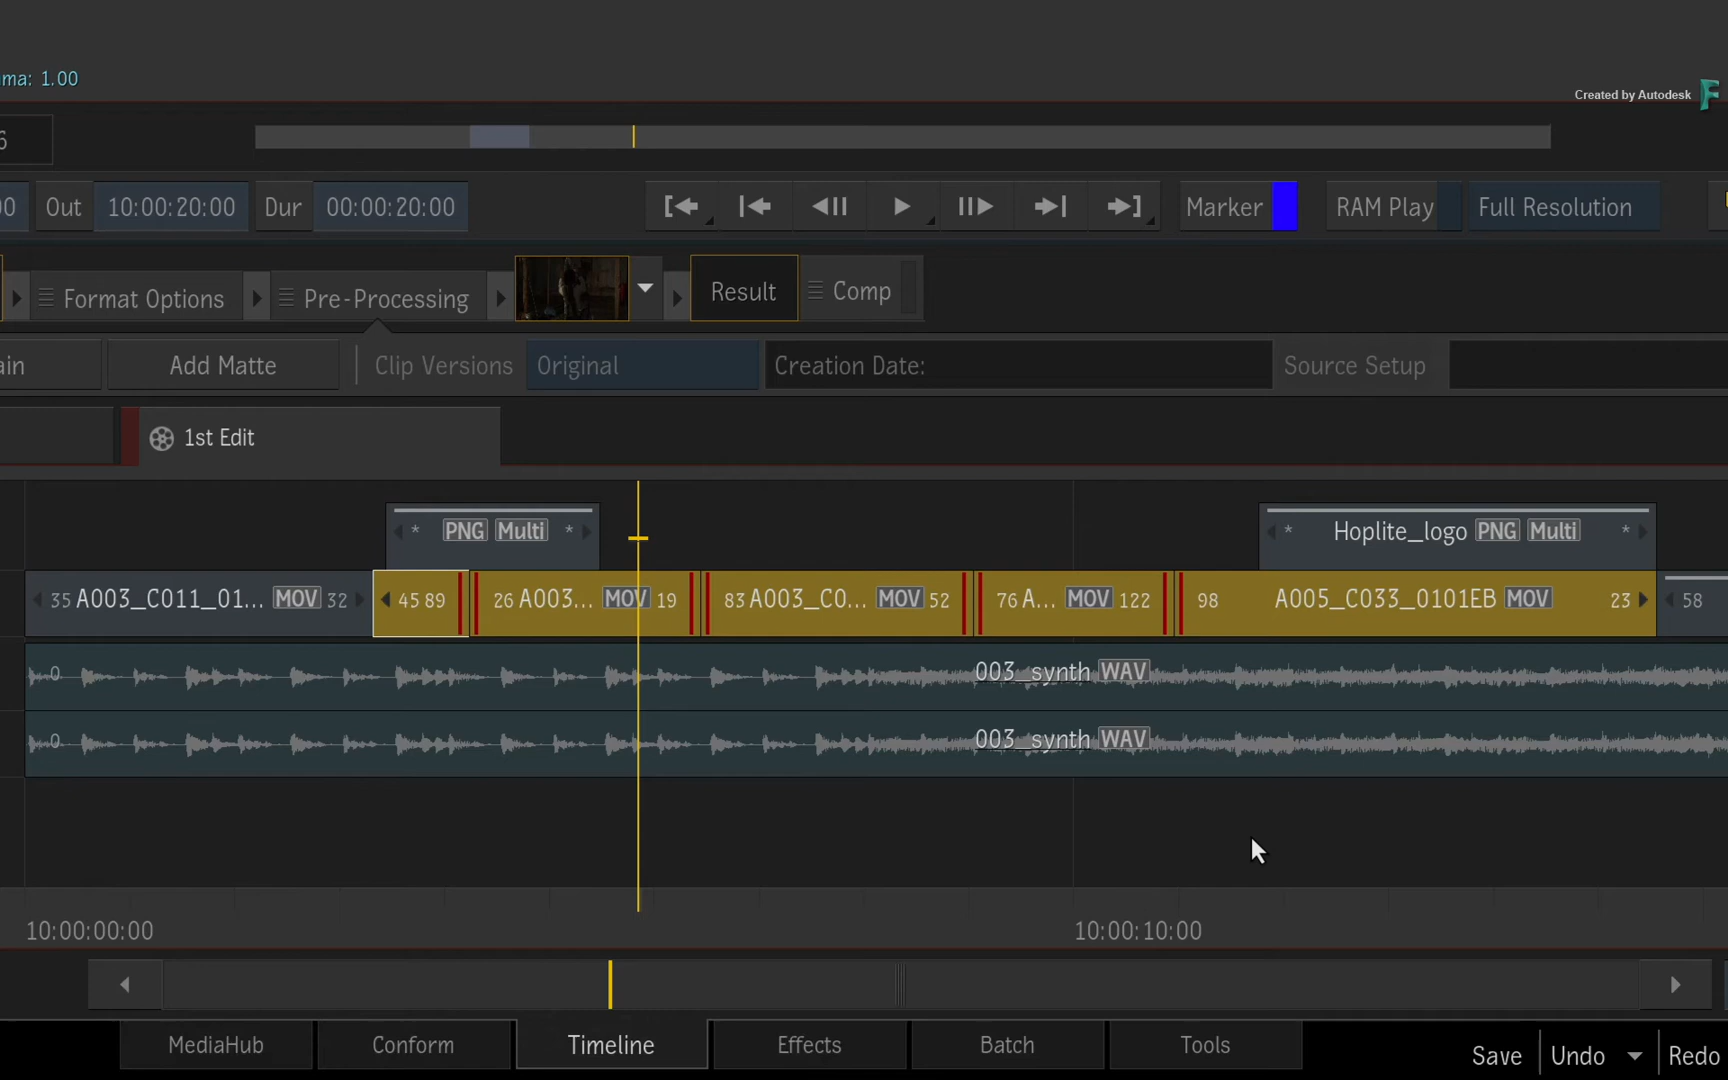 ma: 1.00
Created by Autodesk
6
00 Out 10:00:20:00 Dur 00:00:20:00 Marker RAM Play Full Resolution
Format Options Pre-Processing Result Comp
ain Add Matte Clip Versions Original Creation Date: Source Setup
1st Edit
* PNG Multi * * Hoplite_logo PNG Multi *
35 A003_C011_01... MOV 32 45 89 26 A003... MOV 19 83 A003_C0... MOV 52 76 A... MOV 122 98 A005_C033_0101EB MOV 23 58
0 003_synth WAV
0 003_synth WAV
10:00:00:00 10:00:10:00
MediaHub Conform Timeline Effects Batch Tools Save Undo Redo